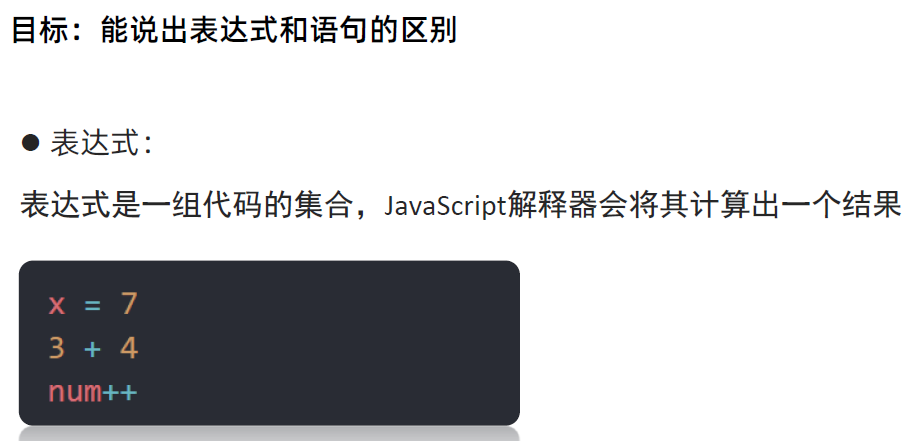 目标：能说出表达式和语句的区别
● 表达式：
表达式是一组代码的集合，JavaScript解释器会将其计算出一个结果
x = 7
3 + 4
num++